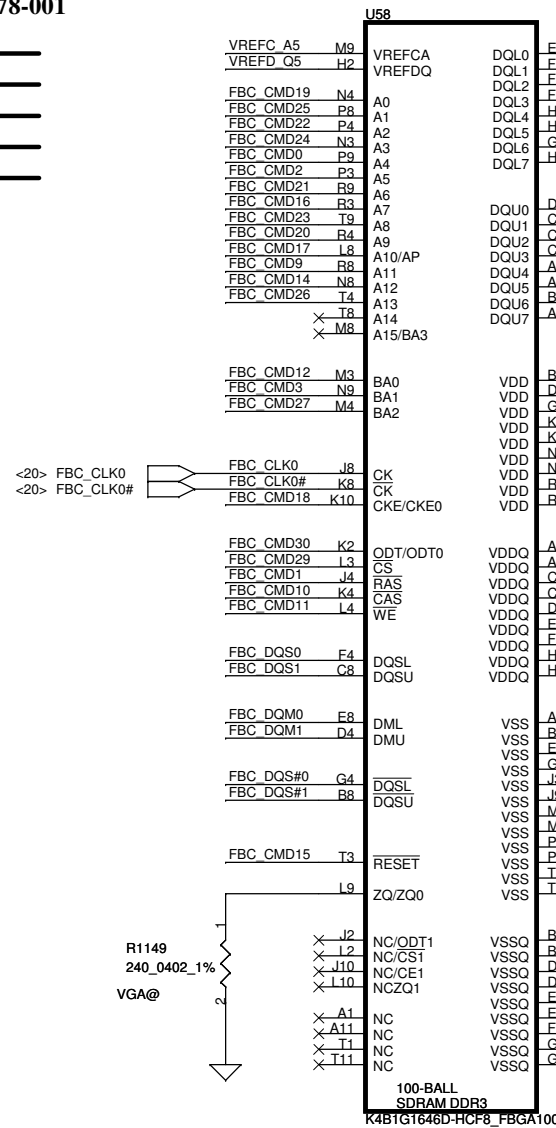 78-001
U58
VREFC_A5 M9 VREFCA DQL0 E
VREFD_Q5 H2 VREFDQ DQL1 F
DQL2 F
FBC_CMD19 N4 A0 DQL3 F
FBC_CMD25 P8 A1 DQL4 H
FBC_CMD22 P4 A2 DQL5 H
FBC_CMD24 N3 A3 DQL6 G
FBC_CMD0 P9 A4 DQL7 H
FBC_CMD2 P3 A5
FBC_CMD21 R9 A6
FBC_CMD16 R3 A7 DQU0 D
FBC_CMD23 T9 A8 DQU1 C
FBC_CMD20 R4 A9 DQU2 C
FBC_CMD17 L8 A10/AP DQU3 C
FBC_CMD9 R8 A11 DQU4 A
FBC_CMD14 N8 A12 DQU5 A
FBC_CMD26 T4 A13 DQU6 B
T8 A14 DQU7 A
M8 A15/BA3
FBC_CMD12 M3 BA0 VDD B
FBC_CMD3 N9 BA1 VDD D
FBC_CMD27 M4 BA2 VDD G
VDD K
VDD K
VDD N
<20> FBC_CLK0 FBC_CLK0 J8 CK VDD N
<20> FBC_CLK0# FBC_CLK0# K8 CK VDD R
FBC_CMD18 K10 CKE/CKE0 VDD R
FBC_CMD30 K2 ODT/ODT0 VDDQ A
FBC_CMD29 L3 CS VDDQ A
FBC_CMD1 J4 RAS VDDQ C
FBC_CMD10 K4 CAS VDDQ C
FBC_CMD11 L4 WE VDDQ D
VDDQ E
VDDQ F
FBC_DQS0 F4 DQSL VDDQ H
FBC_DQS1 C8 DQSU VDDQ H
FBC_DQM0 E8 DML VSS A
FBC_DQM1 D4 DMU VSS B
VSS E
VSS G
FBC_DQS#0 G4 DQSL VSS J
FBC_DQS#1 B8 DQSU VSS J
VSS M
VSS M
VSS P
FBC_CMD15 T3 RESET VSS P
VSS T
L9 ZQ/ZQ0 VSS T
1
R1149
240_0402_1%
VGA@
2
J2 NC/ODT1 VSSQ B
L2 NC/CS1 VSSQ B
J10 NC/CE1 VSSQ D
L10 NCZQ1 VSSQ D
VSSQ E
A1 NC VSSQ E
A11 NC VSSQ F
T1 NC VSSQ G
T11 NC VSSQ G
100-BALL
SDRAM DDR3
K4B1G1646D-HCF8_FBGA100